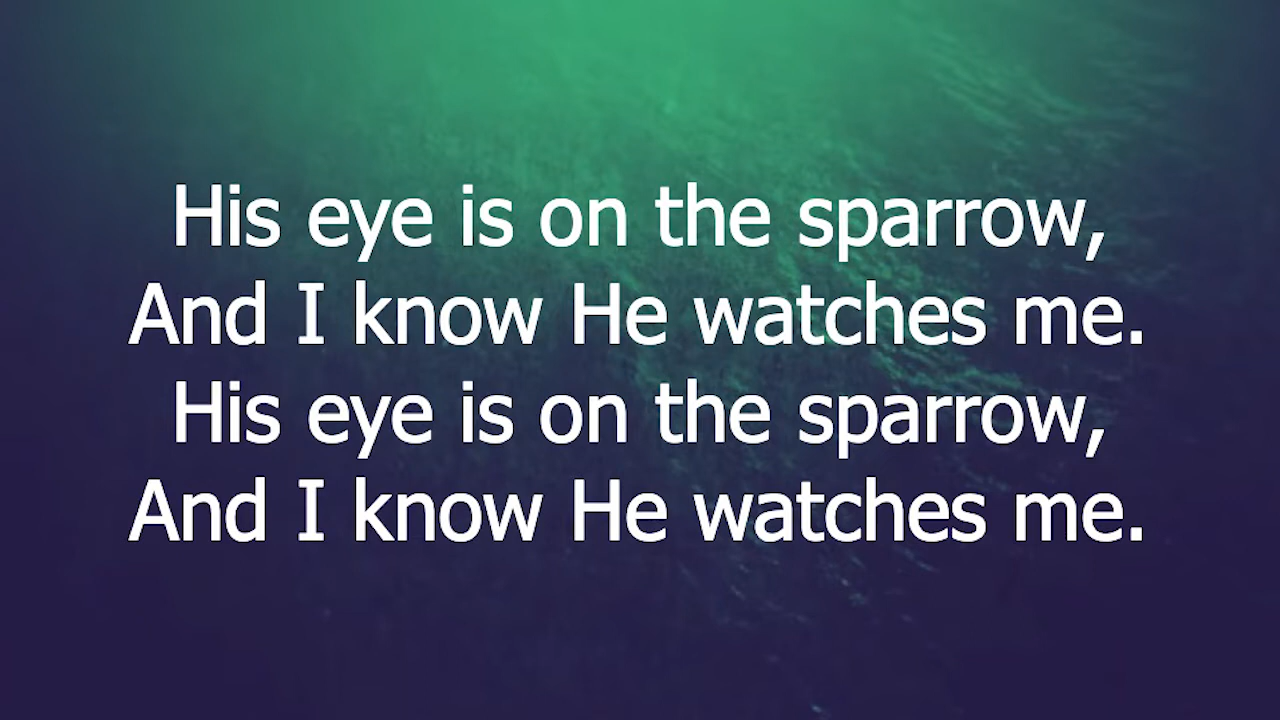 His eye is on the sparrow,
And I know He watches me.
His eye is on the sparrow,
And I know He watches me.